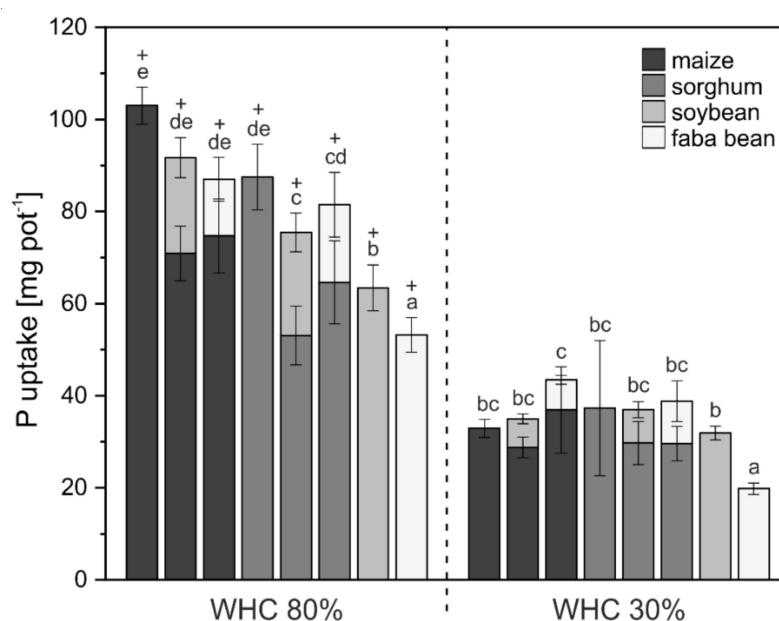 120
100
80
60
40
20
0
P uptake [mg pot⁻¹]
maize
sorghum
soybean
faba bean
+
e
+
de
+
de
+
de
+
c
+
cd
+
b
+
a
bc
bc
c
bc
bc
bc
b
a
WHC 80%
WHC 30%